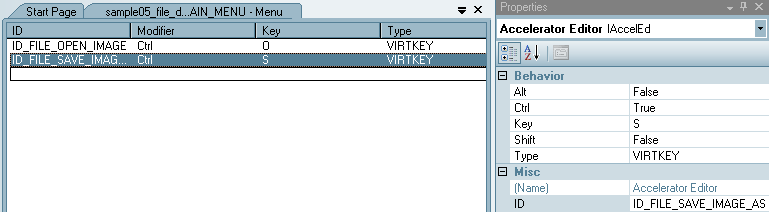 Start Page
sample05_file_d...AIN_MENU - Menu
ID Modifier Key Type
ID_FILE_OPEN_IMAGE Ctrl O VIRTKEY
ID_FILE_SAVE_IMAG... Ctrl S VIRTKEY
Properties
Accelerator Editor IAccelEd
Behavior
Alt False
Ctrl True
Key S
Shift False
Type VIRTKEY
Misc
(Name) Accelerator Editor
ID ID_FILE_SAVE_IMAGE_AS